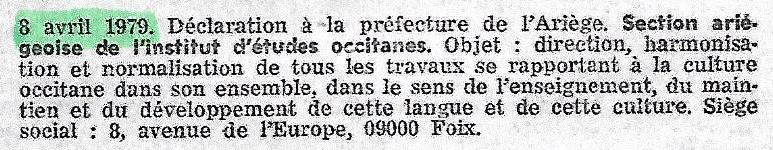 8 avril 1979. Déclaration à la préfecture de l'Ariège. Section arié-
geoise de l'institut d'études occitanes. Objet : direction, harmonisa-
tion et normalisation de tous les travaux se rapportant à la culture
occitane dans son ensemble, dans le sens de l'enseignement, du main-
tien et du développement de cette langue et de cette culture. Siège
social : 8, avenue de l'Europe, 09000 Foix.